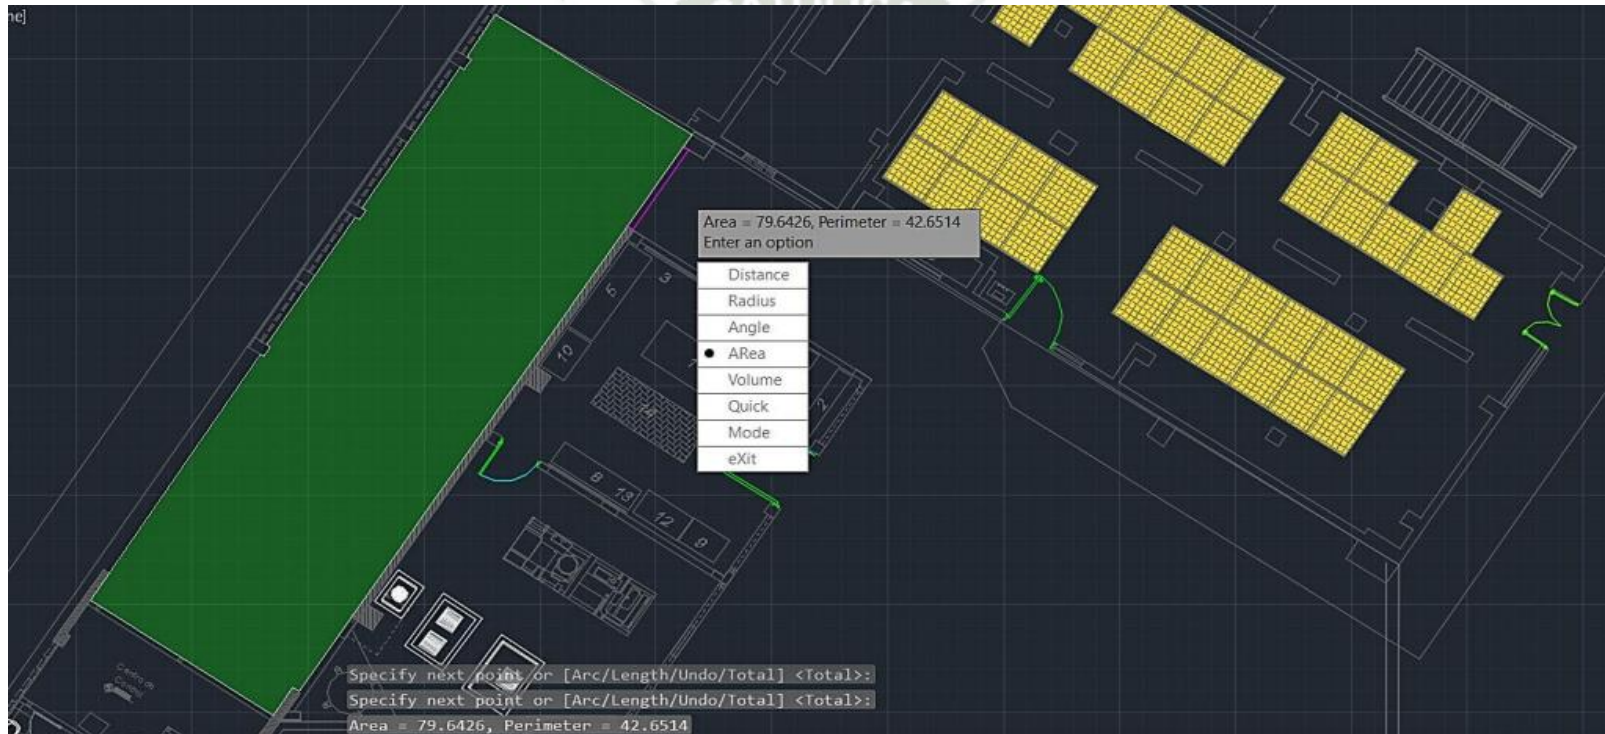 ne]
Area = 79.6426, Perimeter = 42.6514
Enter an option
Distance
Radius
Angle
ARea
Volume
Quick
Mode
eXit
3
5
10
14
2
8
13
12
9
Specify next point or [Arc/Length/Undo/Total] <Total>:
Specify next point or [Arc/Length/Undo/Total] <Total>:
Area = 79.6426, Perimeter = 42.6514